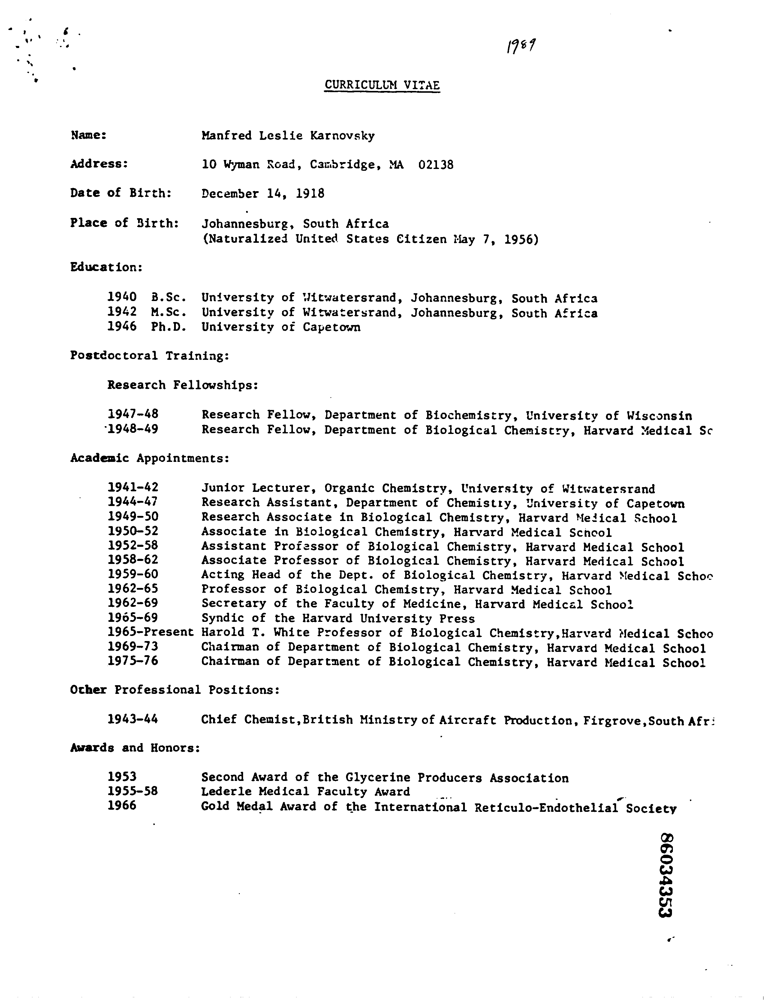 1989
CURRICULUM VITAE
Name: Manfred Leslie Karnovsky
Address: 10 Wyman Road, Cambridge, MA 02138
Date of Birth: December 14, 1918
Place of Birth: Johannesburg, South Africa
(Naturalized United States Citizen May 7, 1956)
Education:
1940 B.Sc. University of Witwatersrand, Johannesburg, South Africa
1942 M.Sc. University of Witwatersrand, Johannesburg, South Africa
1946 Ph.D. University of Capetown
Postdoctoral Training:
Research Fellowships:
1947-48 Research Fellow, Department of Biochemistry, University of Wisconsin
1948-49 Research Fellow, Department of Biological Chemistry, Harvard Medical Sc
Academic Appointments:
1941-42 Junior Lecturer, Organic Chemistry, University of Witwatersrand
1944-47 Research Assistant, Department of Chemistry, University of Capetown
1949-50 Research Associate in Biological Chemistry, Harvard Medical School
1950-52 Associate in Biological Chemistry, Harvard Medical School
1952-58 Assistant Professor of Biological Chemistry, Harvard Medical School
1958-62 Associate Professor of Biological Chemistry, Harvard Medical School
1959-60 Acting Head of the Dept. of Biological Chemistry, Harvard Medical Schoo
1962-65 Professor of Biological Chemistry, Harvard Medical School
1962-69 Secretary of the Faculty of Medicine, Harvard Medical School
1965-69 Syndic of the Harvard University Press
1965-Present Harold T. White Professor of Biological Chemistry,Harvard Medical Schoo
1969-73 Chairman of Department of Biological Chemistry, Harvard Medical School
1975-76 Chairman of Department of Biological Chemistry, Harvard Medical School
Other Professional Positions:
1943-44 Chief Chemist,British Ministry of Aircraft Production, Firgrove,South Afri
Awards and Honors:
1953 Second Award of the Glycerine Producers Association
1955-58 Lederle Medical Faculty Award
1966 Gold Medal Award of the International Reticulo-Endothelial Society
86034353